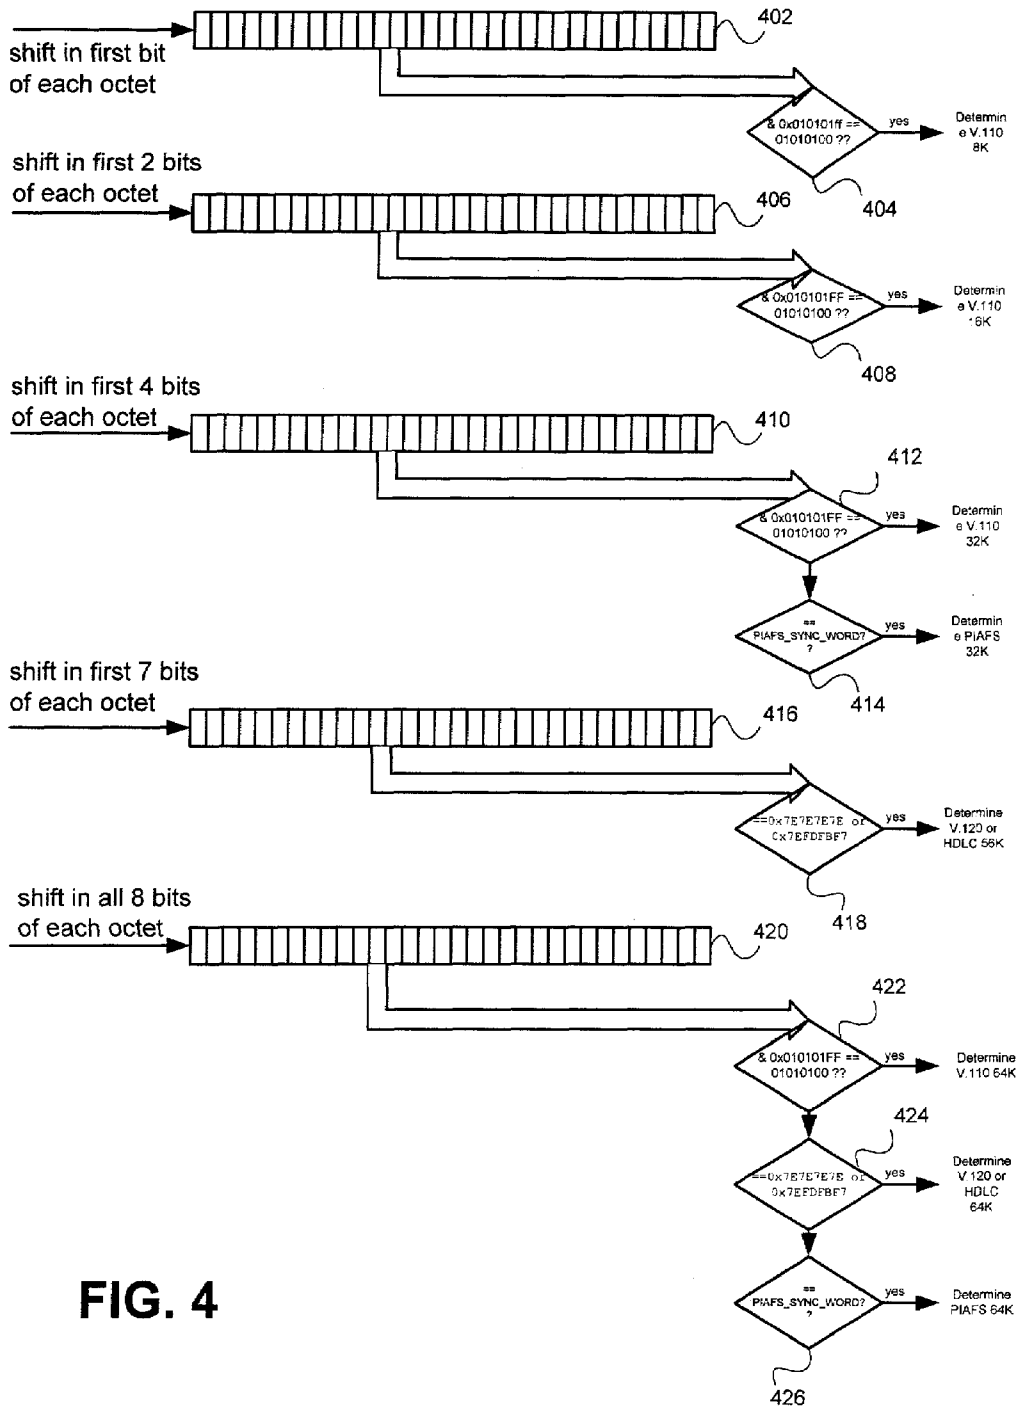 402
shift in first bit
of each octet
& 0x010101ff ==
01010100 ??
yes
Determin
e V.110
8K
404
shift in first 2 bits
of each octet
406
& 0x010101FF ==
01010100 ??
yes
Determin
e V.110
16K
408
shift in first 4 bits
of each octet
410
412
& 0x010101FF ==
01010100 ??
yes
Determin
e V.110
32K
==
PIAFS_SYNC_WORD?
?
yes
Determin
e PIAFS
32K
414
shift in first 7 bits
of each octet
416
==0x7E7E7E7E or
0x7EFDFBF7
yes
Determine
V.120 or
HDLC 56K
418
shift in all 8 bits
of each octet
420
422
& 0x010101FF ==
01010100 ??
yes
Determine
V.110 64K
424
==0x7E7E7E7E or
0x7EFDFBF7
yes
Determine
V.120 or
HDLC
64K
==
PIAFS_SYNC_WORD?
?
yes
Determine
PIAFS 64K
426
FIG. 4